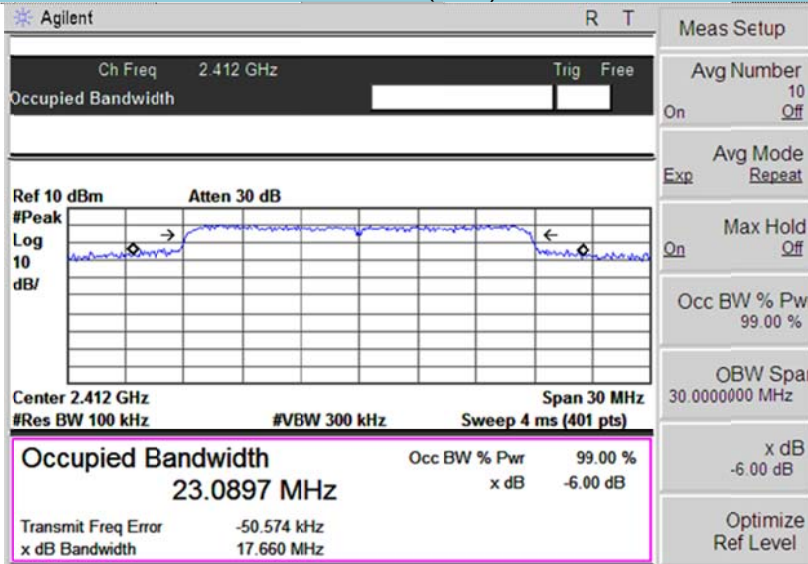 Agilent R T
Ch Freq 2.412 GHz Trig Free
Occupied Bandwidth
Ref 10 dBm Atten 30 dB
#Peak
Log
10
dB/
Center 2.412 GHz Span 30 MHz
#Res BW 100 kHz #VBW 300 kHz Sweep 4 ms (401 pts)
Occupied Bandwidth Occ BW % Pwr 99.00 %
23.0897 MHz x dB -6.00 dB
Transmit Freq Error -50.574 kHz
x dB Bandwidth 17.660 MHz
Meas Setup
Avg Number
10
On Off
Avg Mode
Exp Repeat
Max Hold
On Off
Occ BW % Pw
99.00 %
OBW Spa
30.0000000 MHz
x dB
-6.00 dB
Optimize
Ref Level